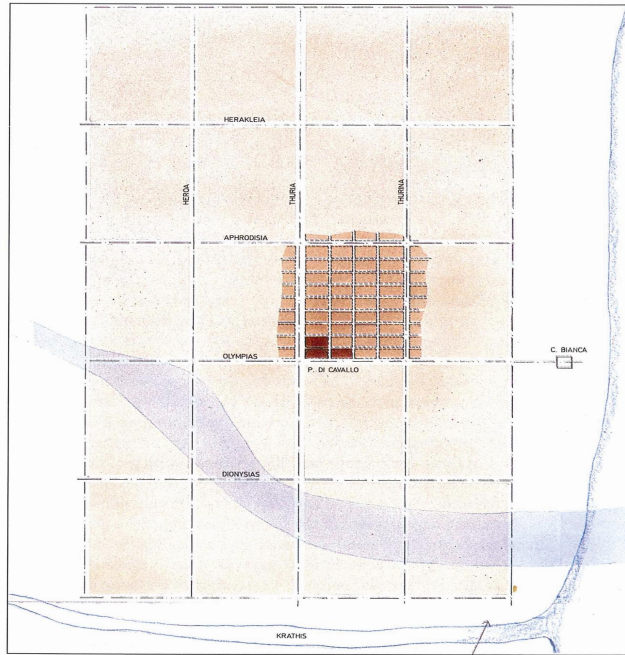 HERAKLEIA
HEROA
THURIA
THURINA
APHRODISIA
C. BIANCA
OLYMPIAS
P. DI CAVALLO
DIONYSIAS
KRATHIS